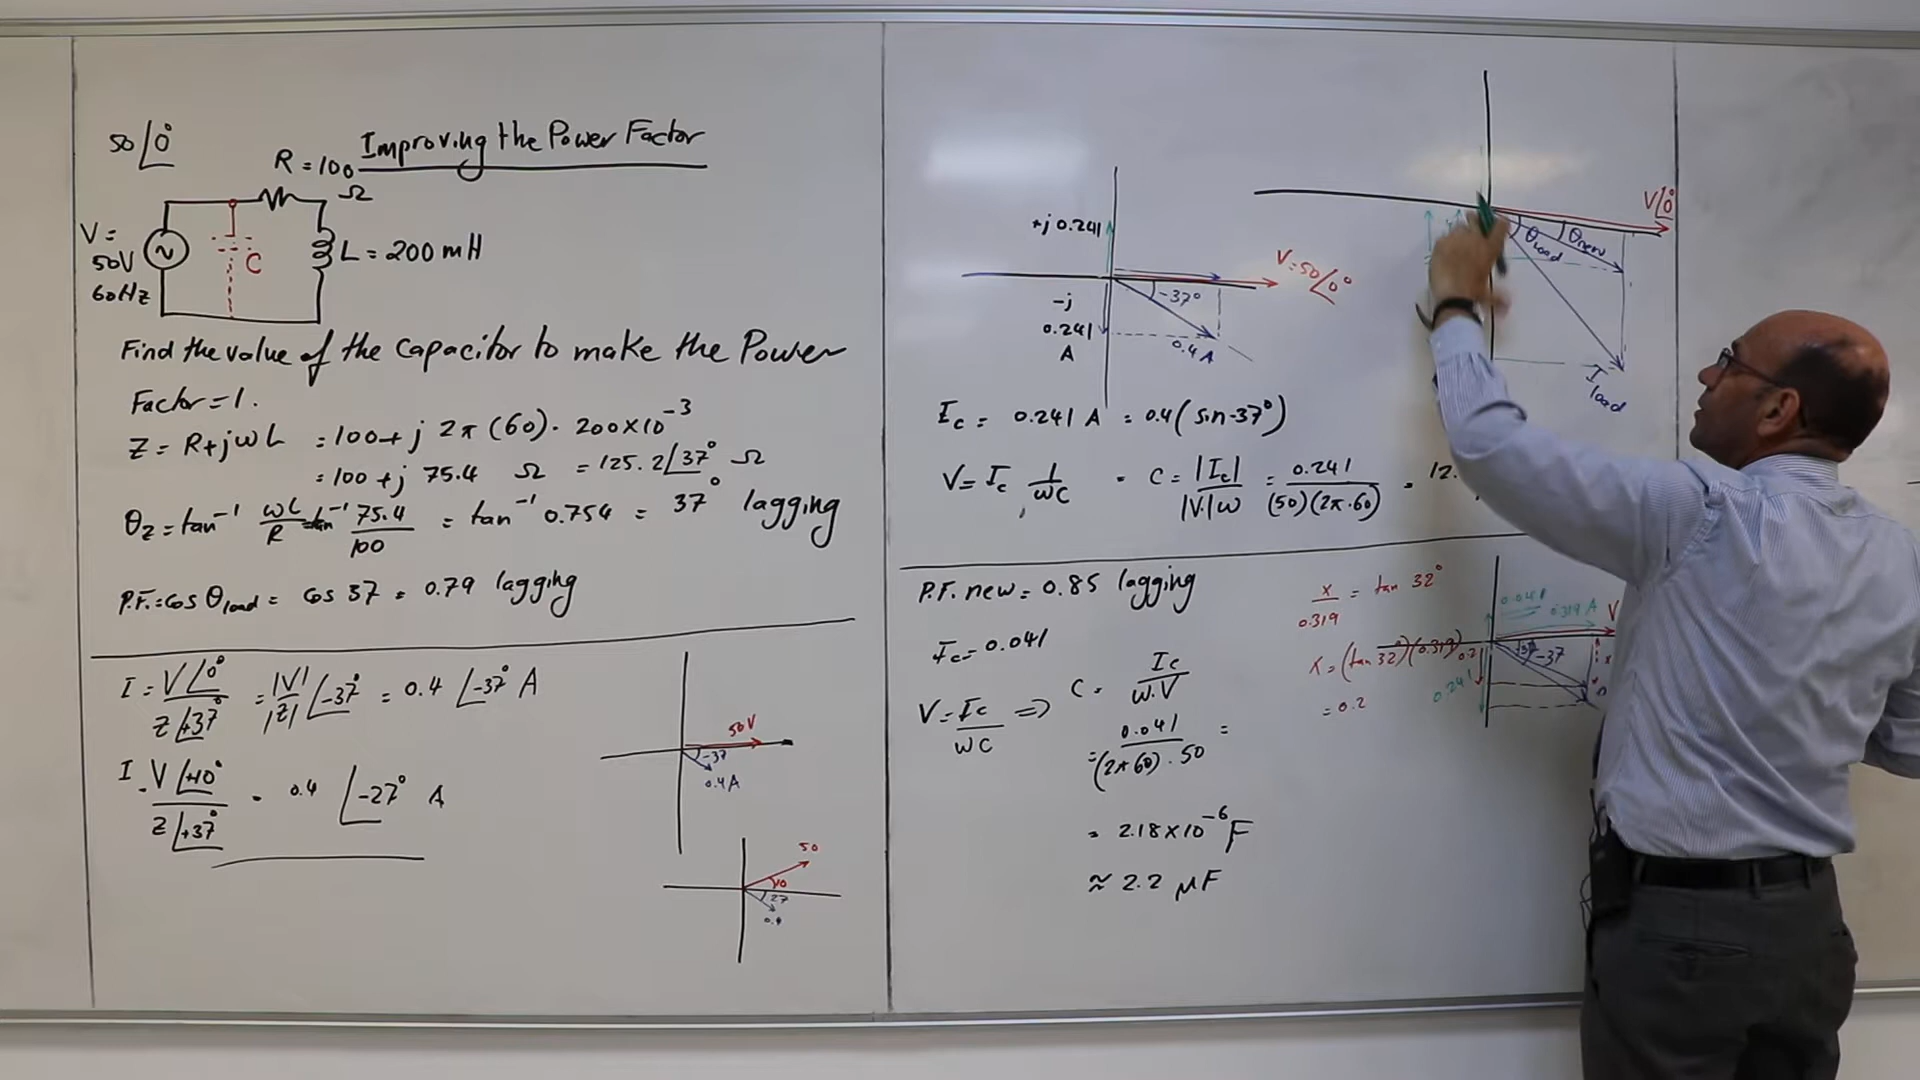 50∠0°
Improving the Power Factor
R = 100 Ω
V = 50V 60Hz
C
L = 200 mH
Find the value of the capacitor to make the Power
Factor = 1.
Z = R + jωL = 100 + j 2π (60) · 200×10⁻³
= 100 + j 75.4 Ω = 125.2∠37° Ω
θz = tan⁻¹ ωL/R = tan⁻¹ 75.4/100 = tan⁻¹ 0.754 = 37° lagging
P.F. = cos θload = cos 37 = 0.79 lagging
I = V∠0° / Z∠+37° = |V|/|Z| ∠-37° = 0.4 ∠-37° A
50V
-37
0.4A
I = V∠+10° / Z∠+37° = 0.4 ∠-27° A
50
10
27
0.4
+j 0.241
V=50∠0°
-37°
-j
0.241
A
0.4 A
V∠0°
θload
θnew
I load
Ic = 0.241 A = 0.4 (sin -37°)
V = Ic 1/ωC · C = |Ic| / |V|ω = 0.241 / (50)(2π·60) = 12.
P.F. new = 0.85 lagging
Ic = 0.041
V = Ic/ωC ⇒ C = Ic / ω.V
= 0.041 / (2π 60) . 50 =
= 2.18×10⁻⁶ F
≈ 2.2 μF
x / 0.319 = tan 32°
x = (tan 32)(0.319)
= 0.2
0.041
0.319 A
V
-37
0.2
0.241
x